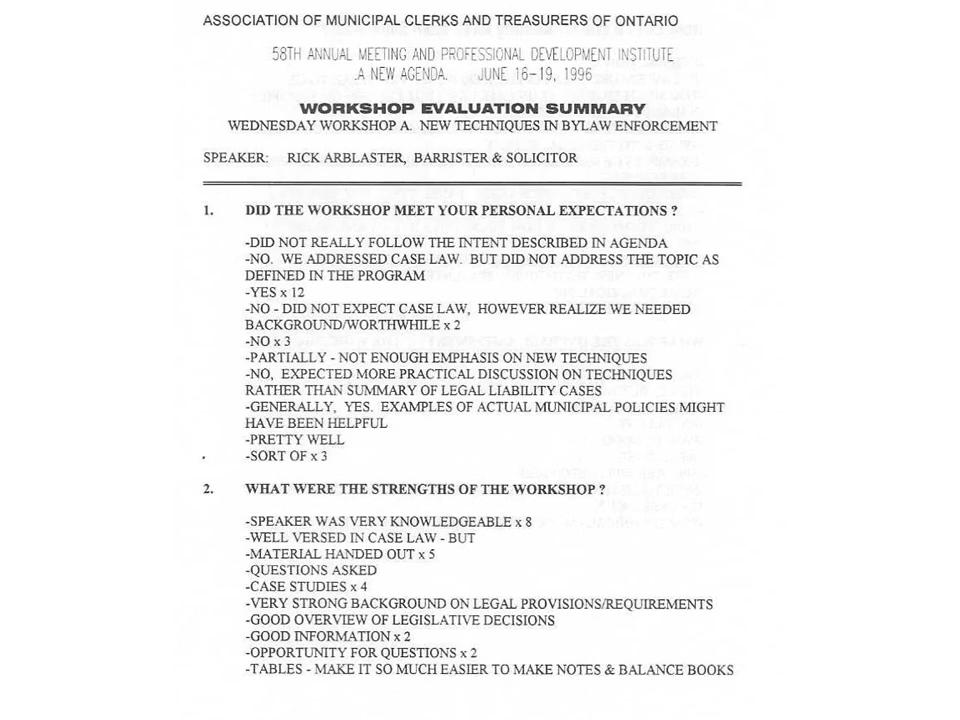 ASSOCIATION OF MUNICIPAL CLERKS AND TREASURERS OF ONTARIO
58TH ANNUAL MEETING AND PROFESSIONAL DEVELOPMENT INSTITUTE
A NEW AGENDA. JUNE 16-19, 1996
WORKSHOP EVALUATION SUMMARY
WEDNESDAY WORKSHOP A. NEW TECHNIQUES IN BYLAW ENFORCEMENT
SPEAKER: RICK ARBLASTER, BARRISTER & SOLICITOR
1. DID THE WORKSHOP MEET YOUR PERSONAL EXPECTATIONS ?
-DID NOT REALLY FOLLOW THE INTENT DESCRIBED IN AGENDA
-NO. WE ADDRESSED CASE LAW. BUT DID NOT ADDRESS THE TOPIC AS
DEFINED IN THE PROGRAM
-YES x 12
-NO - DID NOT EXPECT CASE LAW, HOWEVER REALIZE WE NEEDED
BACKGROUND/WORTHWHILE x 2
-NO x 3
-PARTIALLY - NOT ENOUGH EMPHASIS ON NEW TECHNIQUES
-NO, EXPECTED MORE PRACTICAL DISCUSSION ON TECHNIQUES
RATHER THAN SUMMARY OF LEGAL LIABILITY CASES
-GENERALLY, YES. EXAMPLES OF ACTUAL MUNICIPAL POLICIES MIGHT
HAVE BEEN HELPFUL
-PRETTY WELL
-SORT OF x 3
2. WHAT WERE THE STRENGTHS OF THE WORKSHOP ?
-SPEAKER WAS VERY KNOWLEDGEABLE x 8
-WELL VERSED IN CASE LAW - BUT
-MATERIAL HANDED OUT x 5
-QUESTIONS ASKED
-CASE STUDIES x 4
-VERY STRONG BACKGROUND ON LEGAL PROVISIONS/REQUIREMENTS
-GOOD OVERVIEW OF LEGISLATIVE DECISIONS
-GOOD INFORMATION x 2
-OPPORTUNITY FOR QUESTIONS x 2
-TABLES - MAKE IT SO MUCH EASIER TO MAKE NOTES & BALANCE BOOKS